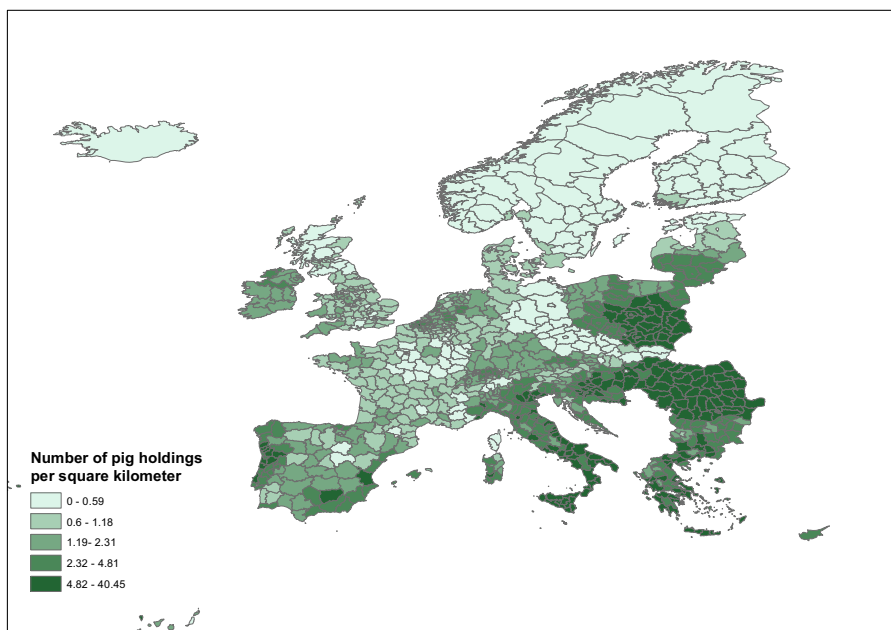 Number of pig holdings
per square kilometer
0 - 0.59
0.6 - 1.18
1.19- 2.31
2.32 - 4.81
4.82 - 40.45